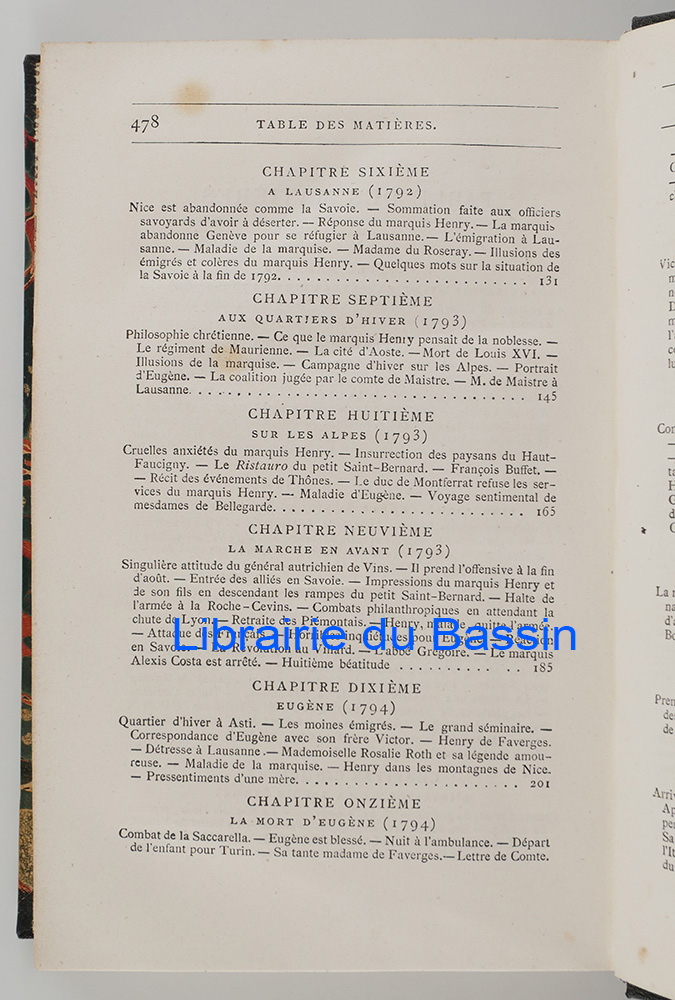 478 TABLE DES MATIÈRES.
CHAPITRE SIXIÈME
A LAUSANNE (1792)
Nice est abandonnée comme la Savoie. — Sommation faite aux officiers
savoyards d'avoir à déserter. — Réponse du marquis Henry. — La marquise
abandonne Genève pour se réfugier à Lausanne. — L'émigration à Lau-
sanne. — Maladie de la marquise. — Madame du Roseray. — Illusions des
émigrés et colères du marquis Henry. — Quelques mots sur la situation de
la Savoie à la fin de 1792. . . . . . . . . . . . . . . . . . . . . . . . . . 131
CHAPITRE SEPTIÈME
AUX QUARTIERS D'HIVER (1793)
Philosophie chrétienne. — Ce que le marquis Henry pensait de la noblesse. —
Le régiment de Maurienne. — La cité d'Aoste. — Mort de Louis XVI. —
Illusions de la marquise. — Campagne d'hiver sur les Alpes. — Portrait
d'Eugène. — La coalition jugée par le comte de Maistre. — M. de Maistre à
Lausanne. . . . . . . . . . . . . . . . . . . . . . . . . . . . . . . . . . . 145
CHAPITRE HUITIÈME
SUR LES ALPES (1793)
Cruelles anxiétés du marquis Henry. — Insurrection des paysans du Haut-
Faucigny. — Le Ristauro du petit Saint-Bernard. — François Buffet. —
— Récit des événements de Thônes. — Le duc de Montferrat refuse les ser-
vices du marquis Henry. — Maladie d'Eugène. — Voyage sentimental de
mesdames de Bellegarde. . . . . . . . . . . . . . . . . . . . . . . . . . . 165
CHAPITRE NEUVIÈME
LA MARCHE EN AVANT (1793)
Singulière attitude du général autrichien de Vins. — Il prend l'offensive à la fin
d'août. — Entrée des alliés en Savoie. — Impressions du marquis Henry et
de son fils en descendant les rampes du petit Saint-Bernard. — Halte de
l'armée à la Roche-Cevins. — Combats philanthropiques en attendant la
chute de Lyon. — Retraite des Piémontais. — Henry, malade, quitte l'armée.
— Attaque des Français. — Horribles inquiétudes pour Eugène. — Réaction
en Savoie. — La Révolution au Villard. — L'abbé Grégoire. — Le marquis
Alexis Costa est arrêté. — Huitième béatitude . . . . . . . . . . . . 185
Librairie du Bassin
CHAPITRE DIXIÈME
EUGÈNE (1794)
Quartier d'hiver à Asti. — Les moines émigrés. — Le grand séminaire. —
Correspondance d'Eugène avec son frère Victor. — Henry de Faverges.
— Détresse à Lausanne. — Mademoiselle Rosalie Roth et sa légende amou-
reuse. — Maladie de la marquise. — Henry dans les montagnes de Nice.
— Pressentiments d'une mère. . . . . . . . . . . . . . . . . . . . . . . . 201
CHAPITRE ONZIÈME
LA MORT D'EUGÈNE (1794)
Combat de la Saccarella. — Eugène est blessé. — Nuit à l'ambulance. — Départ
de l'enfant pour Turin. — Sa tante madame de Faverges. — Lettre de Comte.